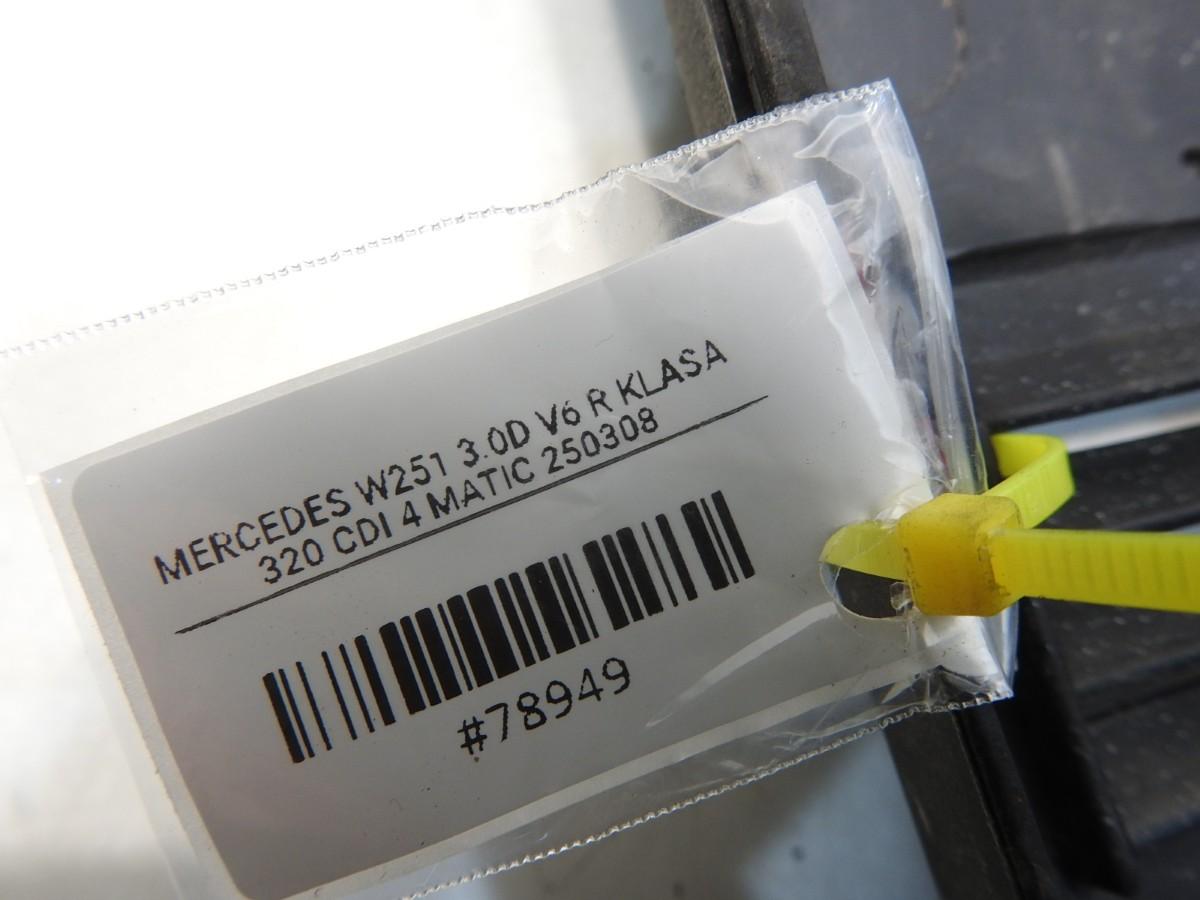 MERCEDES W251 3.0D V6 R KLASA
320 CDI 4 MATIC 250308
#78949